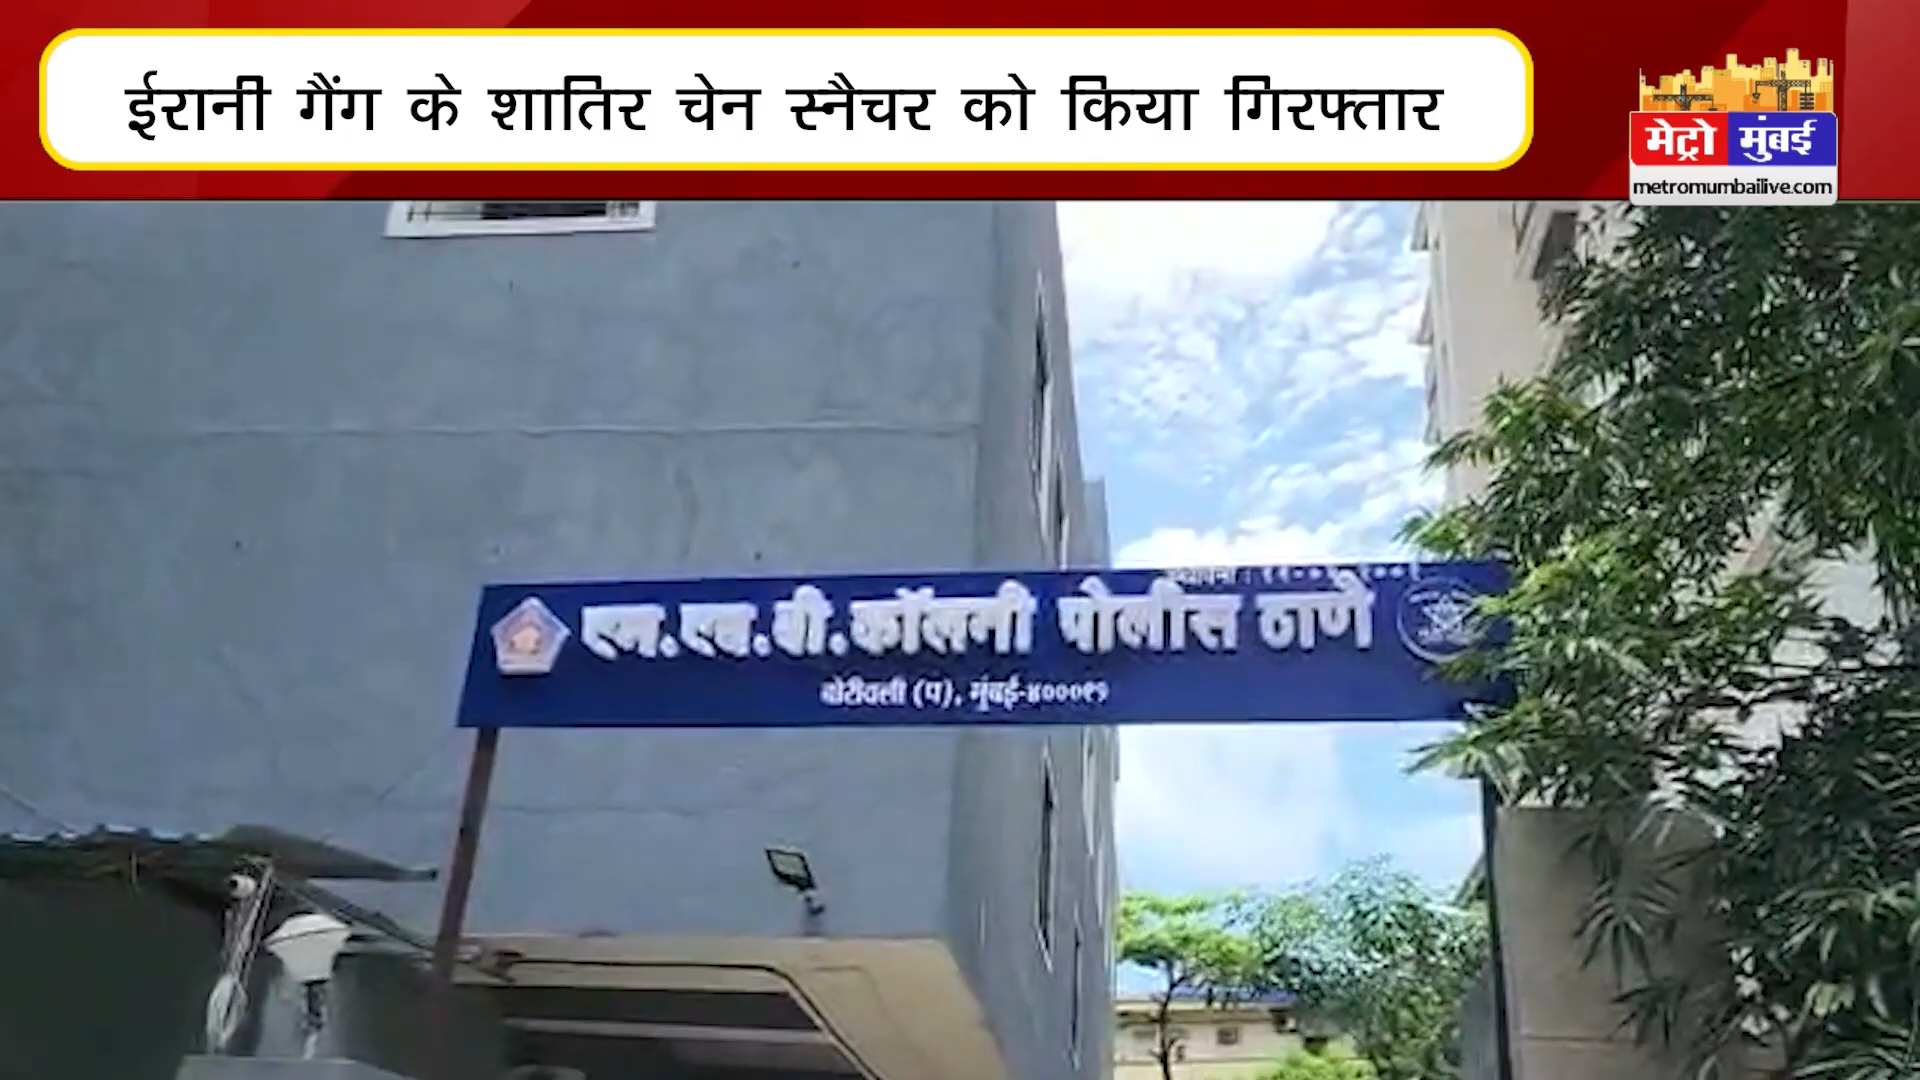 ईरानी गैंग के शातिर चेन स्नैचर को किया गिरफ्तार
मेट्रो मुंबई
metromumbailive.com
एम.एच.बी.कॉलनी पोलीस ठाणे
बोरीवली (प), मुंबई-४०००९१